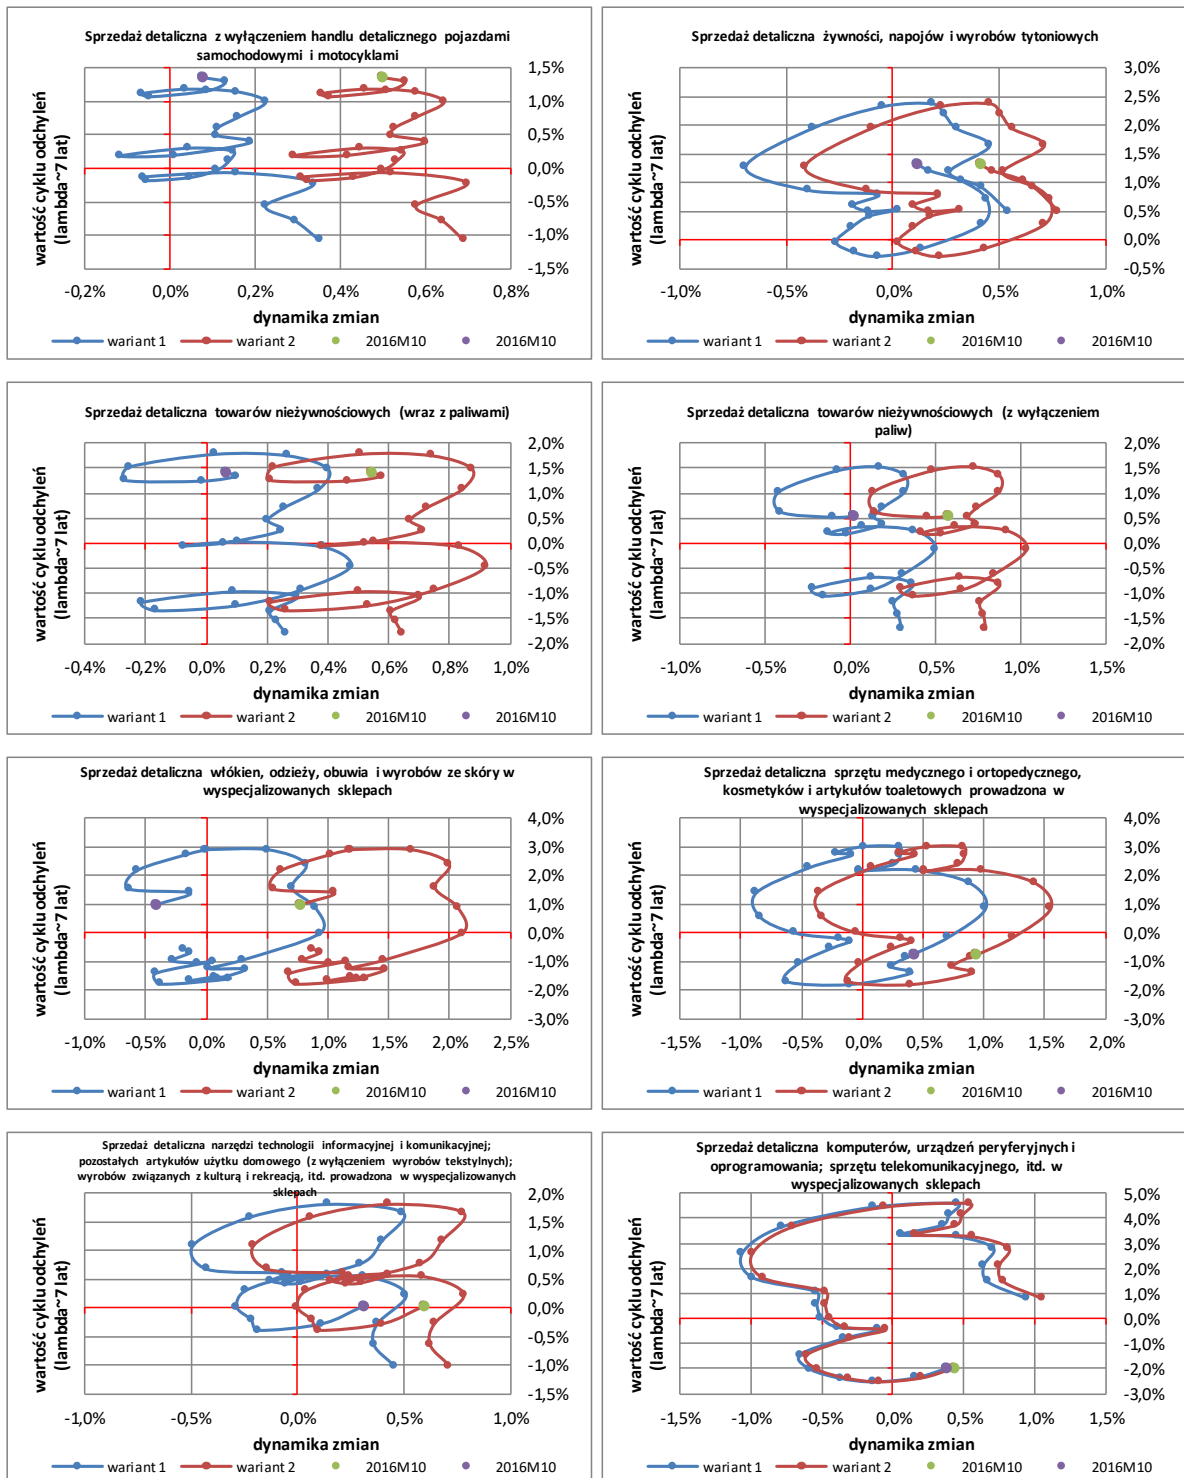 Sprzedaż detaliczna z wyłączeniem handlu detalicznego pojazdami
samochodowymi i motocyklami
wartość cyklu odchyleń
(lambda~7 lat)
1,5%
1,0%
0,5%
0,0%
-0,5%
-1,0%
-1,5%
-0,2% 0,0% 0,2% 0,4% 0,6% 0,8%
dynamika zmian
wariant 1 wariant 2 2016M10 2016M10
Sprzedaż detaliczna żywności, napojów i wyrobów tytoniowych
wartość cyklu odchyleń
(lambda~7 lat)
3,0%
2,5%
2,0%
1,5%
1,0%
0,5%
0,0%
-0,5%
-1,0% -0,5% 0,0% 0,5% 1,0%
dynamika zmian
wariant 1 wariant 2 2016M10 2016M10
Sprzedaż detaliczna towarów nieżywnościowych (wraz z paliwami)
wartość cyklu odchyleń
(lambda~7 lat)
2,0%
1,5%
1,0%
0,5%
0,0%
-0,5%
-1,0%
-1,5%
-2,0%
-0,4% -0,2% 0,0% 0,2% 0,4% 0,6% 0,8% 1,0%
dynamika zmian
wariant 1 wariant 2 2016M10 2016M10
Sprzedaż detaliczna towarów nieżywnościowych (z wyłączeniem
paliw)
wartość cyklu odchyleń
(lambda~7 lat)
2,0%
1,5%
1,0%
0,5%
0,0%
-0,5%
-1,0%
-1,5%
-2,0%
-1,0% -0,5% 0,0% 0,5% 1,0% 1,5%
dynamika zmian
wariant 1 wariant 2 2016M10 2016M10
Sprzedaż detaliczna włókien, odzieży, obuwia i wyrobów ze skóry w
wyspecjalizowanych sklepach
wartość cyklu odchyleń
(lambda~7 lat)
4,0%
3,0%
2,0%
1,0%
0,0%
-1,0%
-2,0%
-3,0%
-1,0% -0,5% 0,0% 0,5% 1,0% 1,5% 2,0% 2,5%
dynamika zmian
wariant 1 wariant 2 2016M10 2016M10
Sprzedaż detaliczna sprzętu medycznego i ortopedycznego,
kosmetyków i artykułów toaletowych prowadzona w
wyspecjalizowanych sklepach
wartość cyklu odchyleń
(lambda~7 lat)
4,0%
3,0%
2,0%
1,0%
0,0%
-1,0%
-2,0%
-3,0%
-1,5% -1,0% -0,5% 0,0% 0,5% 1,0% 1,5% 2,0%
dynamika zmian
wariant 1 wariant 2 2016M10 2016M10
Sprzedaż detaliczna narzędzi technologii informacyjnej i komunikacyjnej;
pozostałych artykułów użytku domowego (z wyłączeniem wyrobów tekstylnych);
wyrobów związanych z kulturą i rekreacją, itd. prowadzona w wyspecjalizowanych
sklepach
wartość cyklu odchyleń
(lambda~7 lat)
2,0%
1,5%
1,0%
0,5%
0,0%
-0,5%
-1,0%
-1,5%
-1,0% -0,5% 0,0% 0,5% 1,0%
dynamika zmian
wariant 1 wariant 2 2016M10 2016M10
Sprzedaż detaliczna komputerów, urządzeń peryferyjnych i
oprogramowania; sprzętu telekomunikacyjnego, itd. w
wyspecjalizowanych sklepach
wartość cyklu odchyleń
(lambda~7 lat)
5,0%
4,0%
3,0%
2,0%
1,0%
0,0%
-1,0%
-2,0%
-3,0%
-1,5% -1,0% -0,5% 0,0% 0,5% 1,0% 1,5%
dynamika zmian
wariant 1 wariant 2 2016M10 2016M10